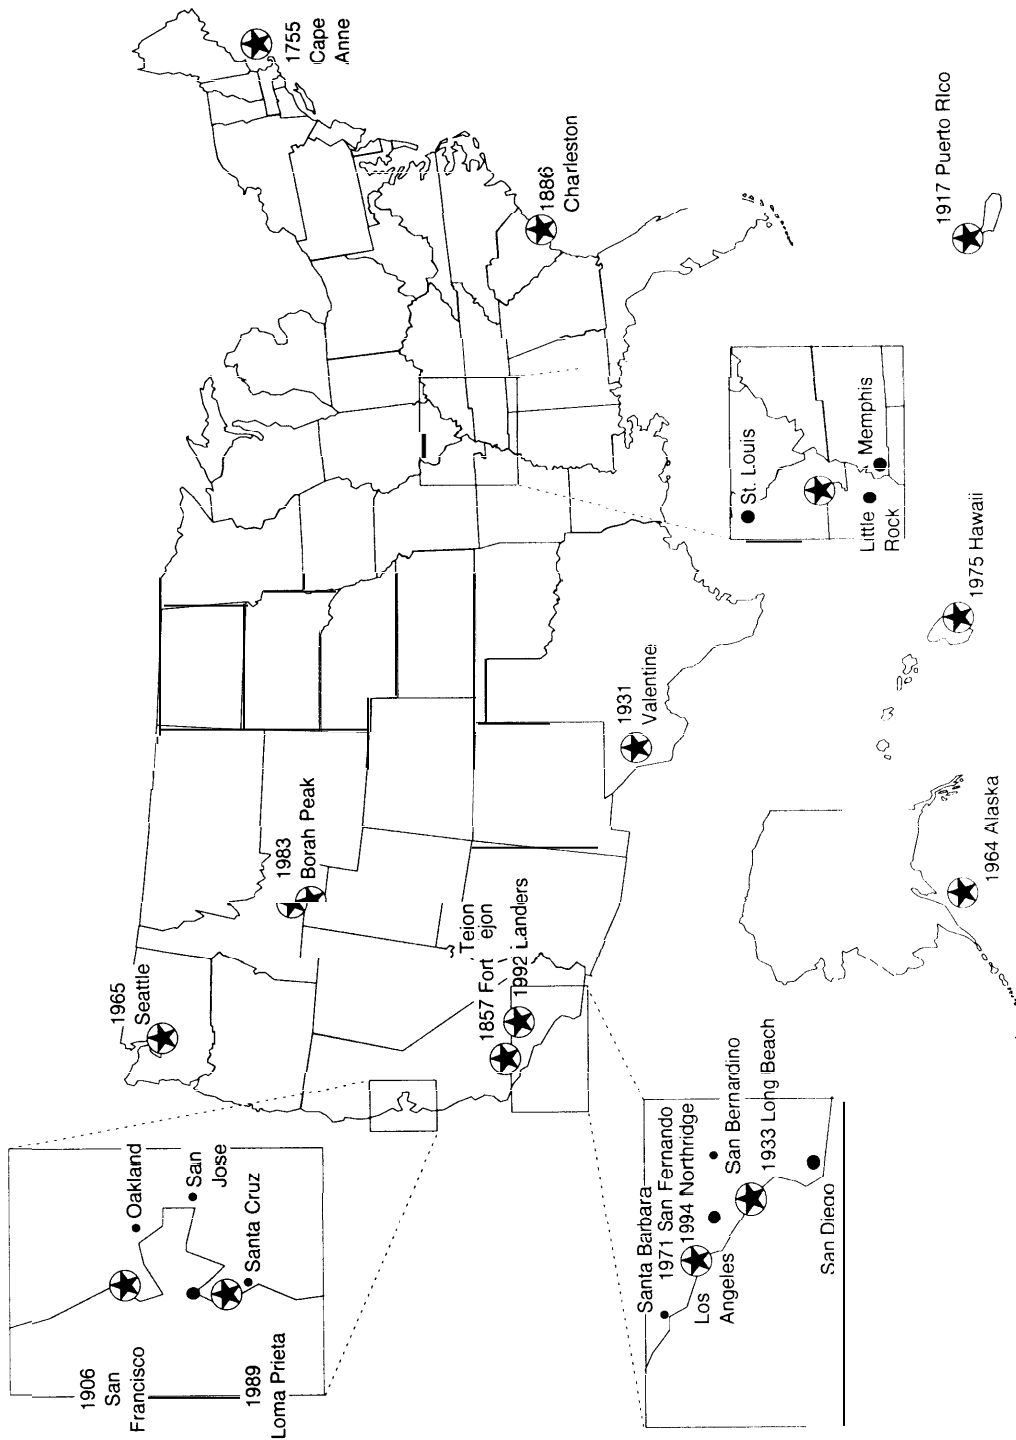 1906
San
Francisco
Oakland
San
Jose
Santa Cruz
1989
Loma Prieta
1965
Seattle
1983
Borah Peak
1755
Cape
Anne
1857 Fort Teion
ejon
1992 Landers
1931
Valentine
1886
Charleston
Santa Barbara
1971 San Fernando
1994 Northridge
Los
Angeles
San Bernardino
1933 Long Beach
San Diego
St. Louis
Little
Rock
Memphis
1964 Alaska
1975 Hawaii
1917 Puerto RIco